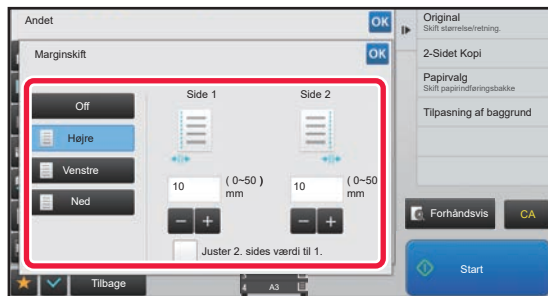 Andet
OK
Marginskift
OK
Off
Højre
Venstre
Ned
Side 1
Side 2
10
( 0~50 )
mm
10
( 0~50
mm
− +
− +
Juster 2. sides værdi til 1.
Tilbage
4 A3
Original
Skift størrelse/retning.
2-Sidet Kopi
Papirvalg
Skift papirindføringsbakke
Tilpasning af baggrund
Forhåndsvis
CA
Start